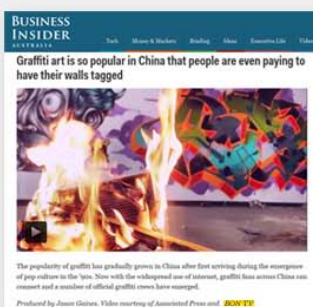 BUSINESS
INSIDER
AUSTRALIA
Tech Money & Markets Briefing Ideas Executive Life Video
Graffiti art is so popular in China that people are even paying to
have their walls tagged
The popularity of graffiti has gradually grown in China after first arriving during the emergence
of pop culture in the '90s. Now with the widespread use of internet, graffiti fans across China can
connect and a number of official graffiti crews have emerged.
Produced by Jason Gaines. Video courtesy of Associated Press and BON TV